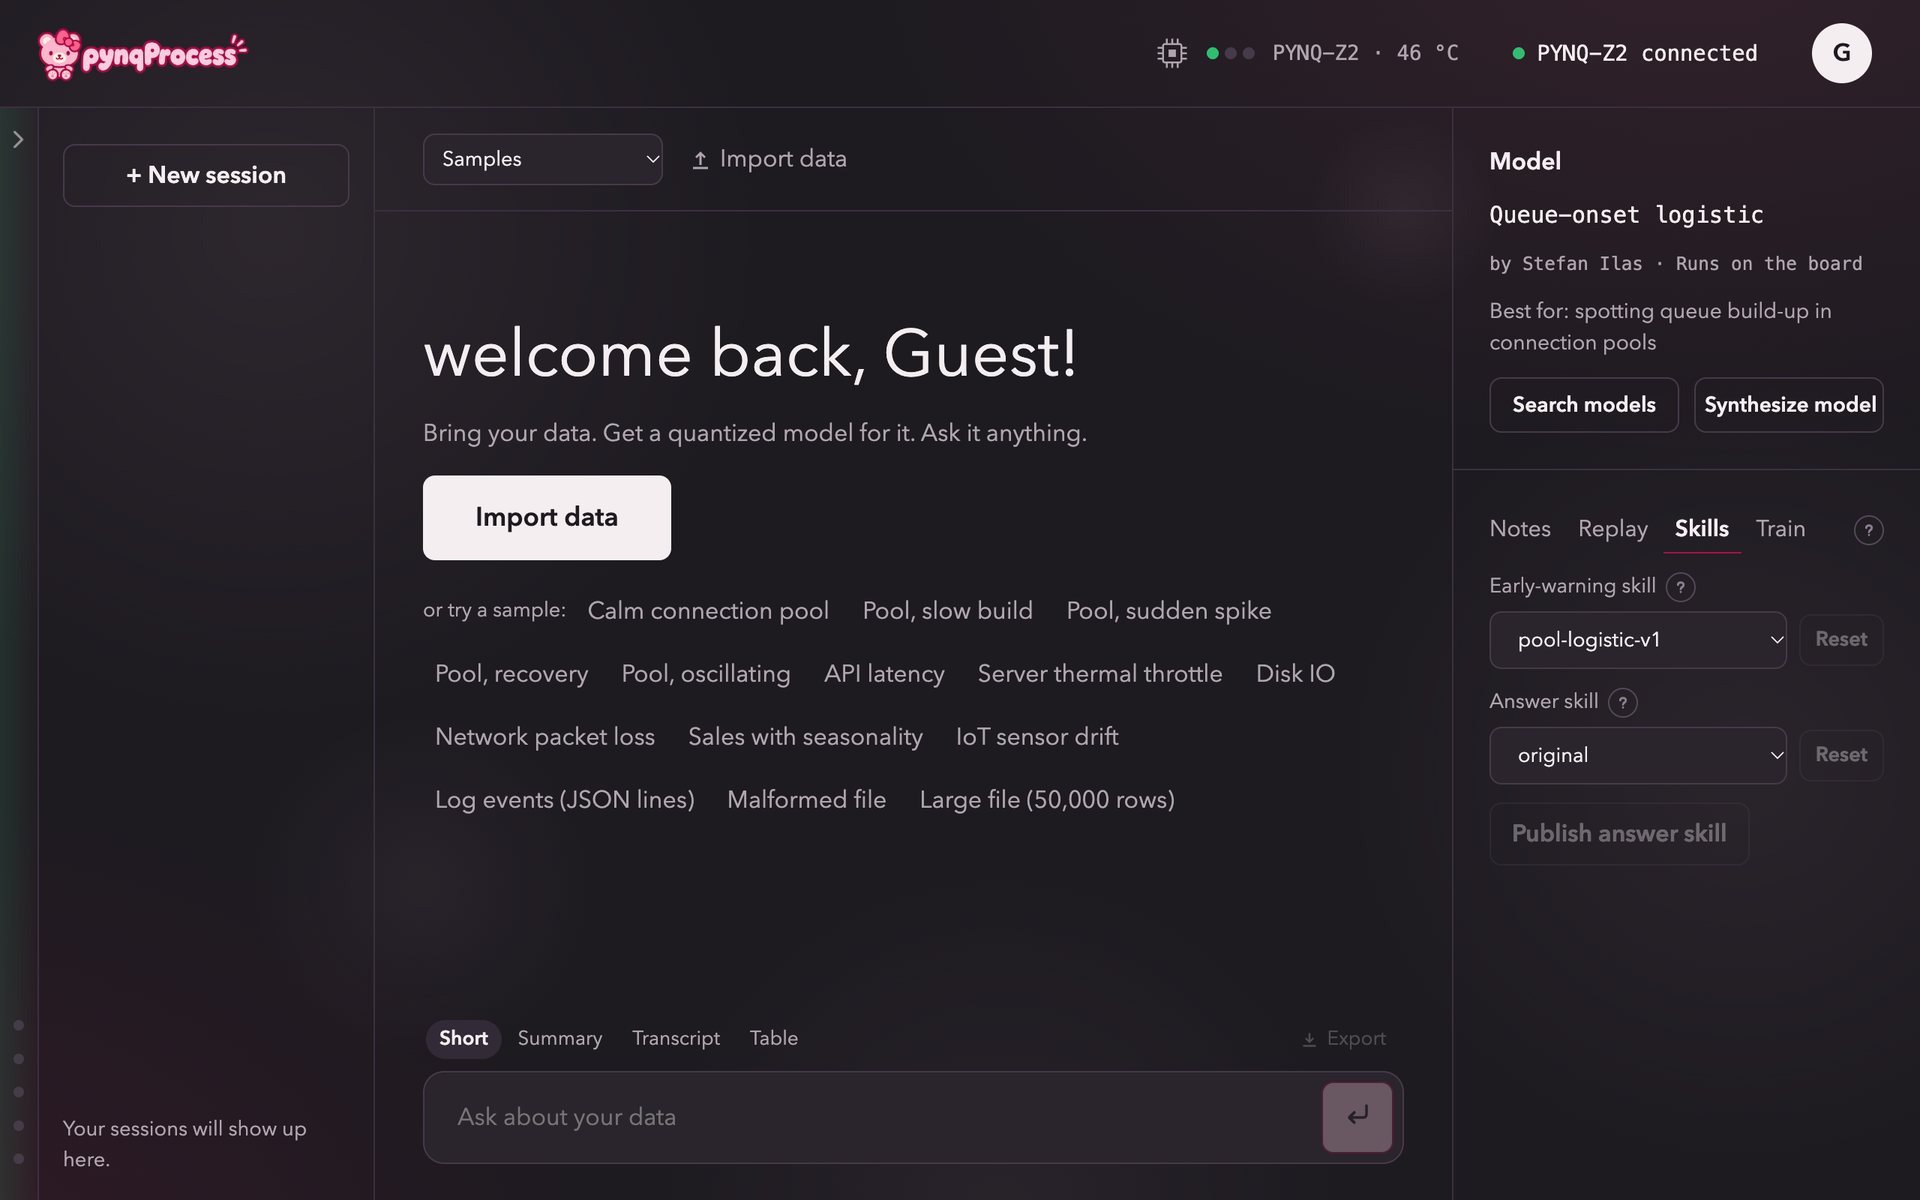 pynqProcess
PYNQ-Z2 · 46 °C
PYNQ-Z2 connected
G
+ New session
Samples
Import data
welcome back, Guest!
Bring your data. Get a quantized model for it. Ask it anything.
Import data
or try a sample: Calm connection pool Pool, slow build Pool, sudden spike
Pool, recovery Pool, oscillating API latency Server thermal throttle Disk IO
Network packet loss Sales with seasonality IoT sensor drift
Log events (JSON lines) Malformed file Large file (50,000 rows)
Short Summary Transcript Table
Export
Ask about your data
Your sessions will show up
here.
Model
Queue-onset logistic
by Stefan Ilas · Runs on the board
Best for: spotting queue build-up in
connection pools
Search models
Synthesize model
Notes Replay Skills Train ?
Early-warning skill ?
pool-logistic-v1
Reset
Answer skill ?
original
Reset
Publish answer skill